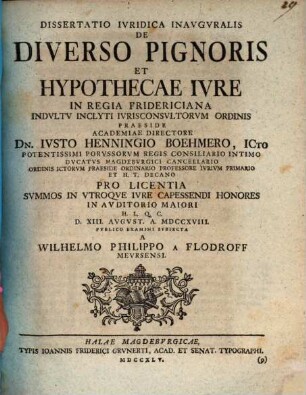 DISSERTATIO IVRIDICA INAVGVRALIS
DE
DIVERSO PIGNORIS
ET
HYPOTHECAE IVRE
IN REGIA FRIDERICIANA
INDVLTV INCLYTI IVRISCONSVLTORVM ORDINIS
PRAESIDE
ACADEMIAE DIRECTORE
DN. IVSTO HENNINGIO BOEHMERO, ICTO
POTENTISSIMI PORVSSORVM REGIS CONSILIARIO INTIMO
DVCATVS MAGDEBVRGICI CANCELLARIO
ORDINIS ICTORVM PRAESIDE ORDINARIO PROFESSORE IVRIVM PRIMARIO
ET H. T. DECANO
PRO LICENTIA
SVMMOS IN VTROQVE IVRE CAPESSENDI HONORES
IN AVDITORIO MAIORI
H. L. Q. C.
D. XIII AVGVST. A. MDCCXVIII.
PVBLICO EXAMINI SVBJECTA
A
WILHELMO PHILIPPO A FLODROFF
MEVRSENSI.
HALAE MAGDEBVRGICAE,
TYPIS IOANNIS FRIDERICI GRVNERTI, ACAD. ET SENAT. TYPOGRAPHI.
MDCCXLV.